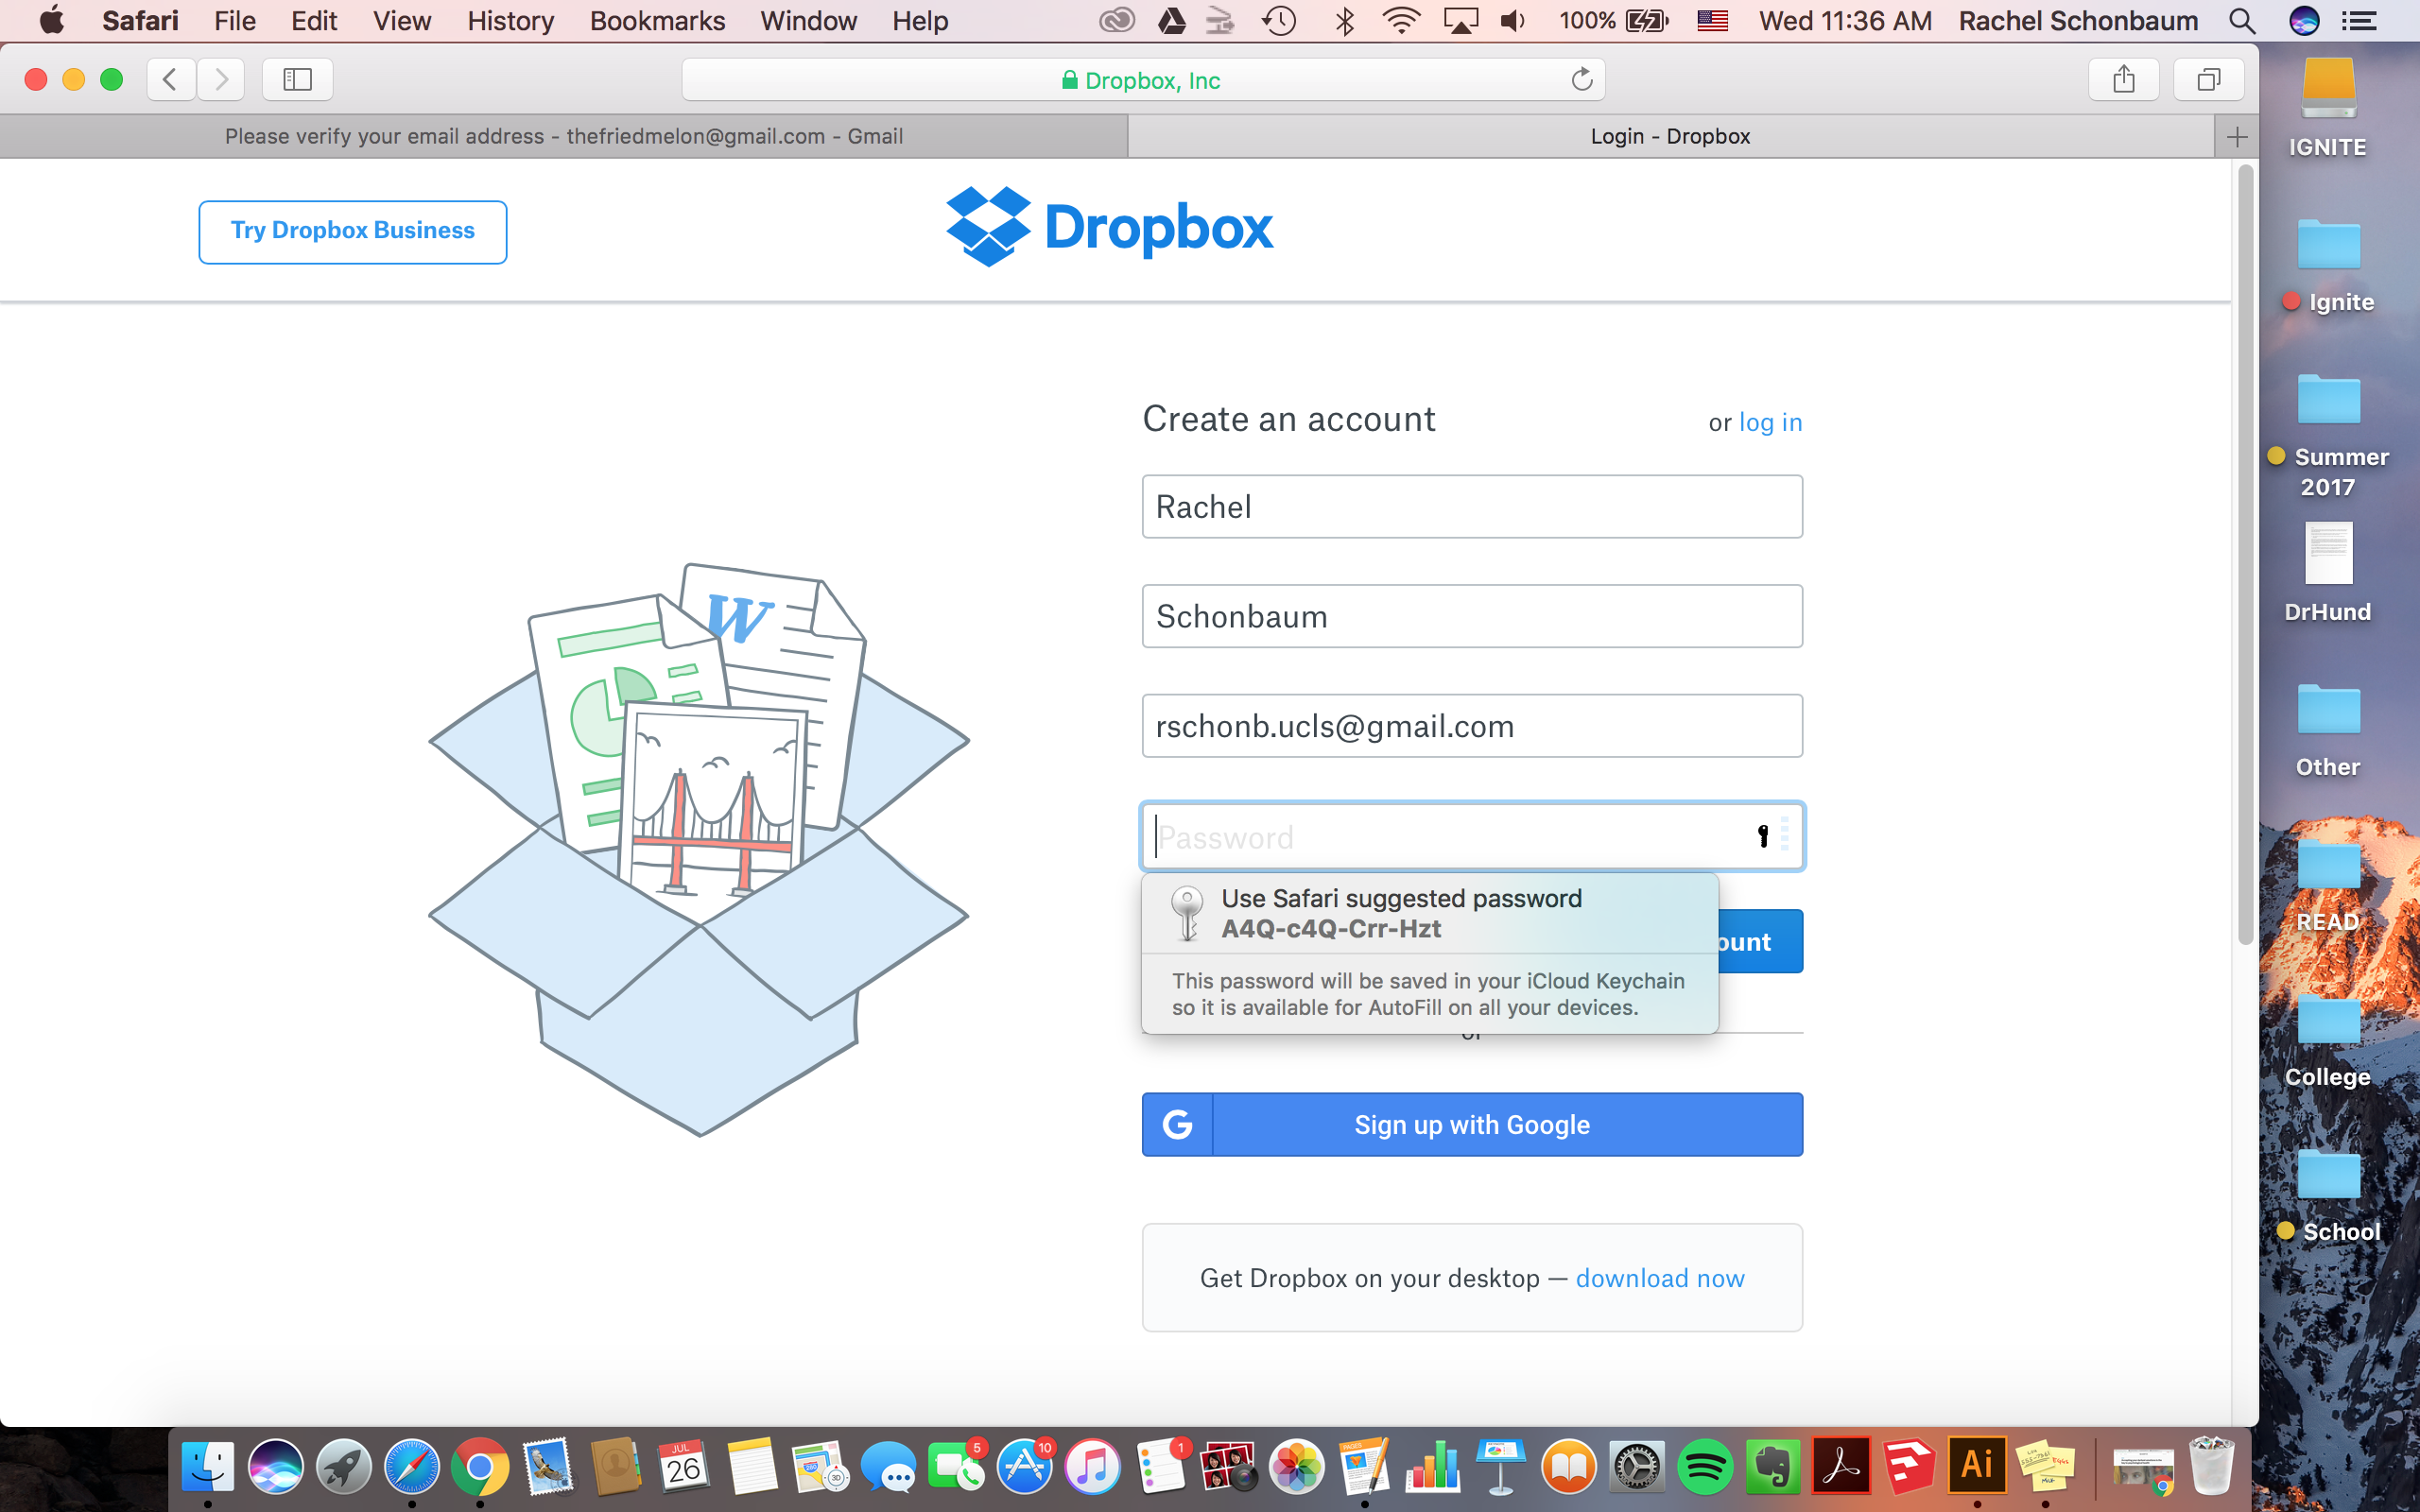 Safari File Edit View History Bookmarks Window Help 100% Wed 11:36 AM Rachel Schonbaum
Dropbox, Inc
Please verify your email address - thefriedmelon@gmail.com - Gmail
Login - Dropbox
IGNITE
Try Dropbox Business
Dropbox
Ignite
Create an account
or log in
Summer
2017
Rachel
Schonbaum
DrHund
W
rschonb.ucls@gmail.com
Other
Password
Use Safari suggested password
A4Q-c4Q-Crr-Hzt
ount
READ
This password will be saved in your iCloud Keychain
so it is available for AutoFill on all your devices.
or
College
G Sign up with Google
School
Get Dropbox on your desktop — download now
JUL
26
3D
5
10
1
PAGES
Ai
EGGS
MILK